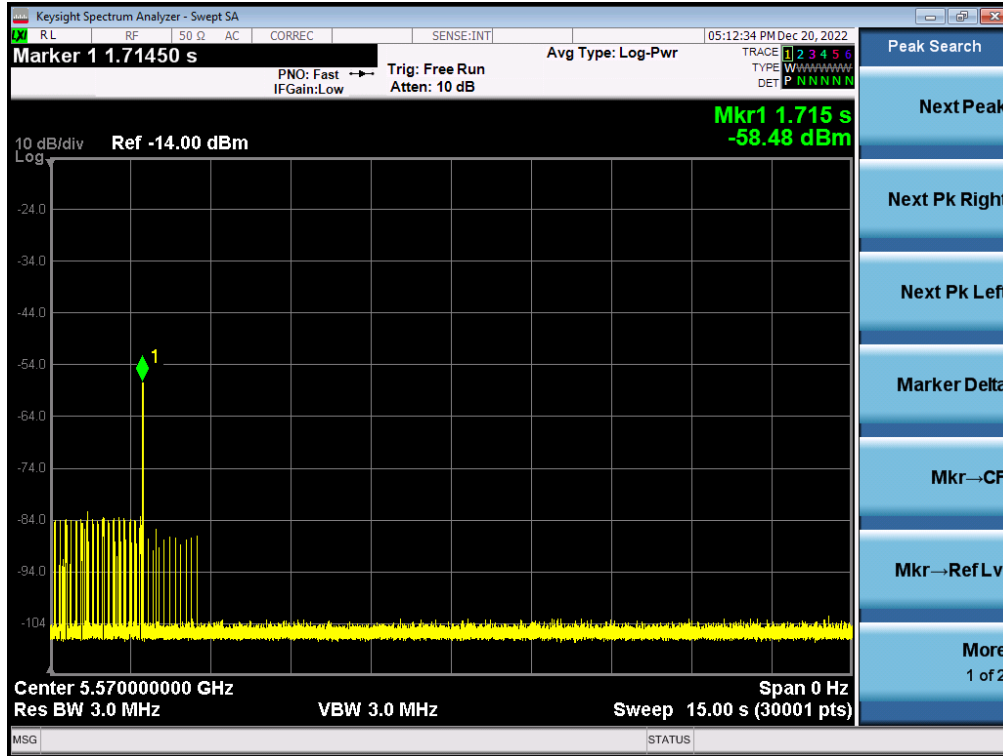 Keysight Spectrum Analyzer - Swept SA
LXI RL RF 50 Ω AC CORREC SENSE:INT 05:12:34 PM Dec 20, 2022
Marker 1 1.71450 s
PNO: Fast
IFGain:Low
Trig: Free Run
Atten: 10 dB
Avg Type: Log-Pwr
TRACE 1 2 3 4 5 6
TYPE WWWWWW
DET P N N N N N
Mkr1 1.715 s
-58.48 dBm
10 dB/div Ref -14.00 dBm
Log
-24.0
-34.0
-44.0
-54.0
1
-64.0
-74.0
-84.0
-94.0
-104
Center 5.570000000 GHz Span 0 Hz
Res BW 3.0 MHz VBW 3.0 MHz Sweep 15.00 s (30001 pts)
MSG STATUS
Peak Search
Next Peak
Next Pk Right
Next Pk Left
Marker Delta
Mkr→CF
Mkr→Ref Lv
More
1 of 2